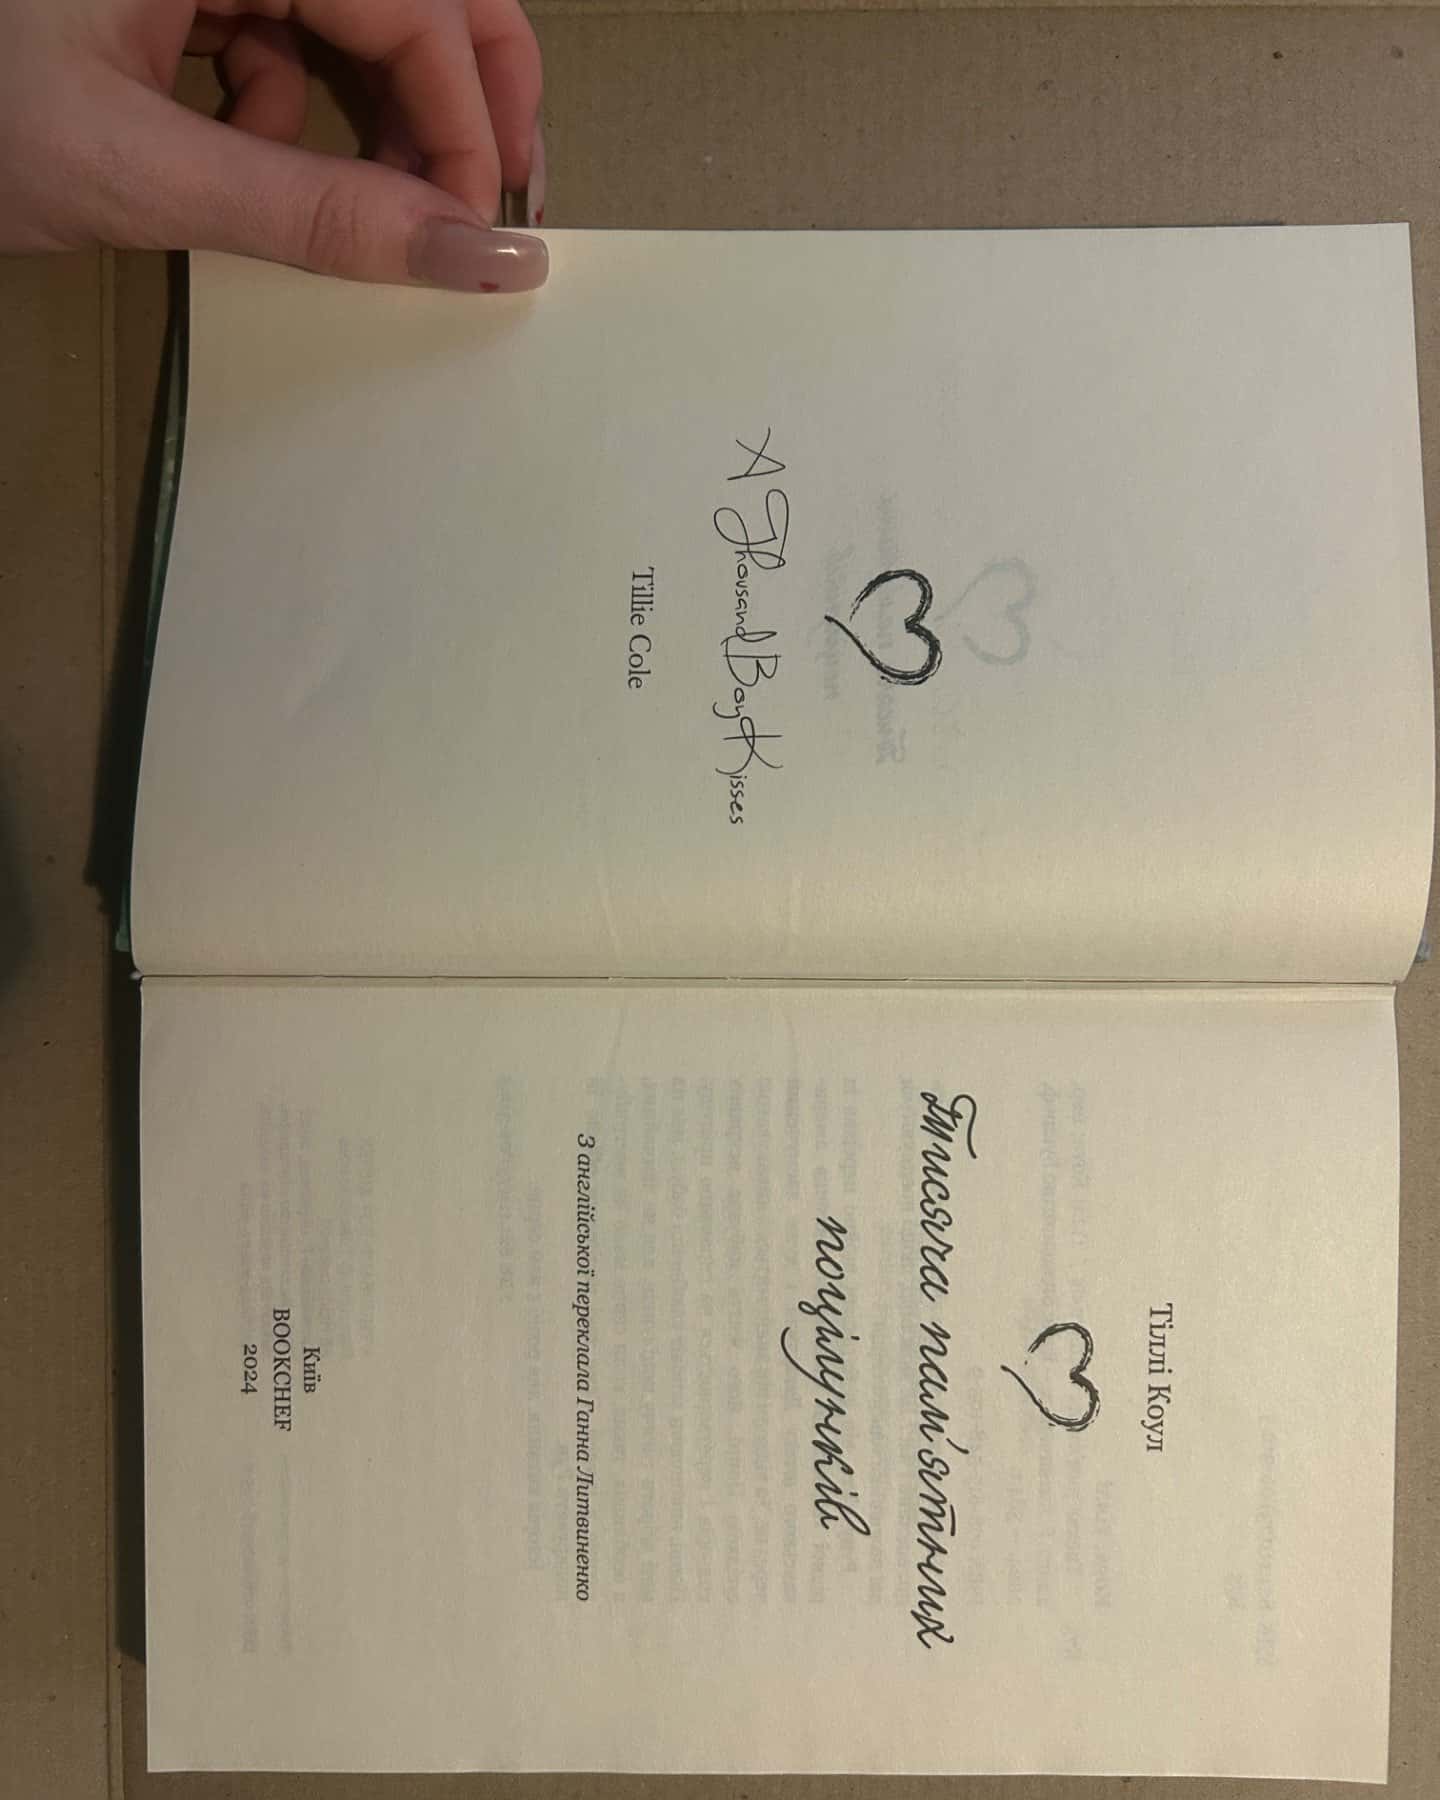 A Thousand Boy Kisses
Tillie Cole
Тіллі Коул
Тисяча пам'ятних
поцілунків
З англійської переклала Ганна Литвиненко
Київ
BOOKCHEF
2024